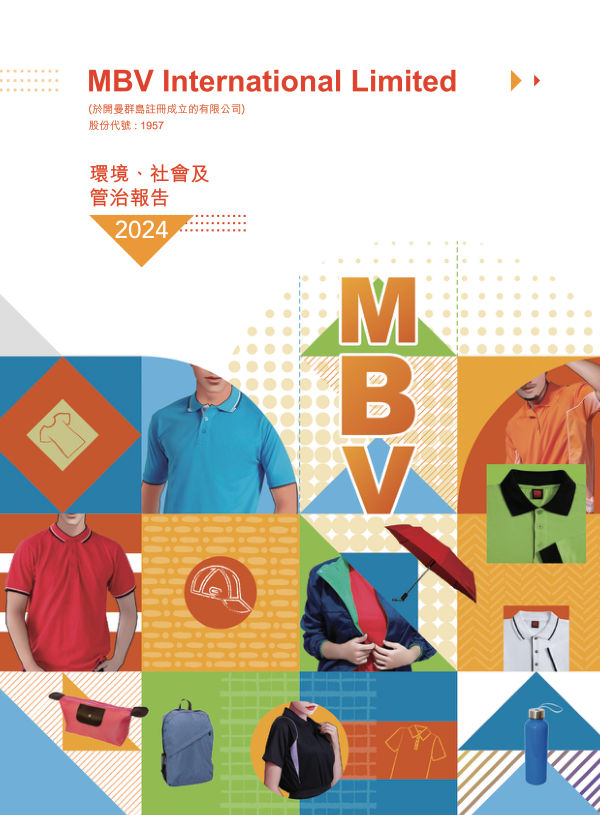 MBV International Limited
(於開曼群島註冊成立的有限公司)
股份代號 : 1957
環境、社會及
管治報告
2024
M
B
V